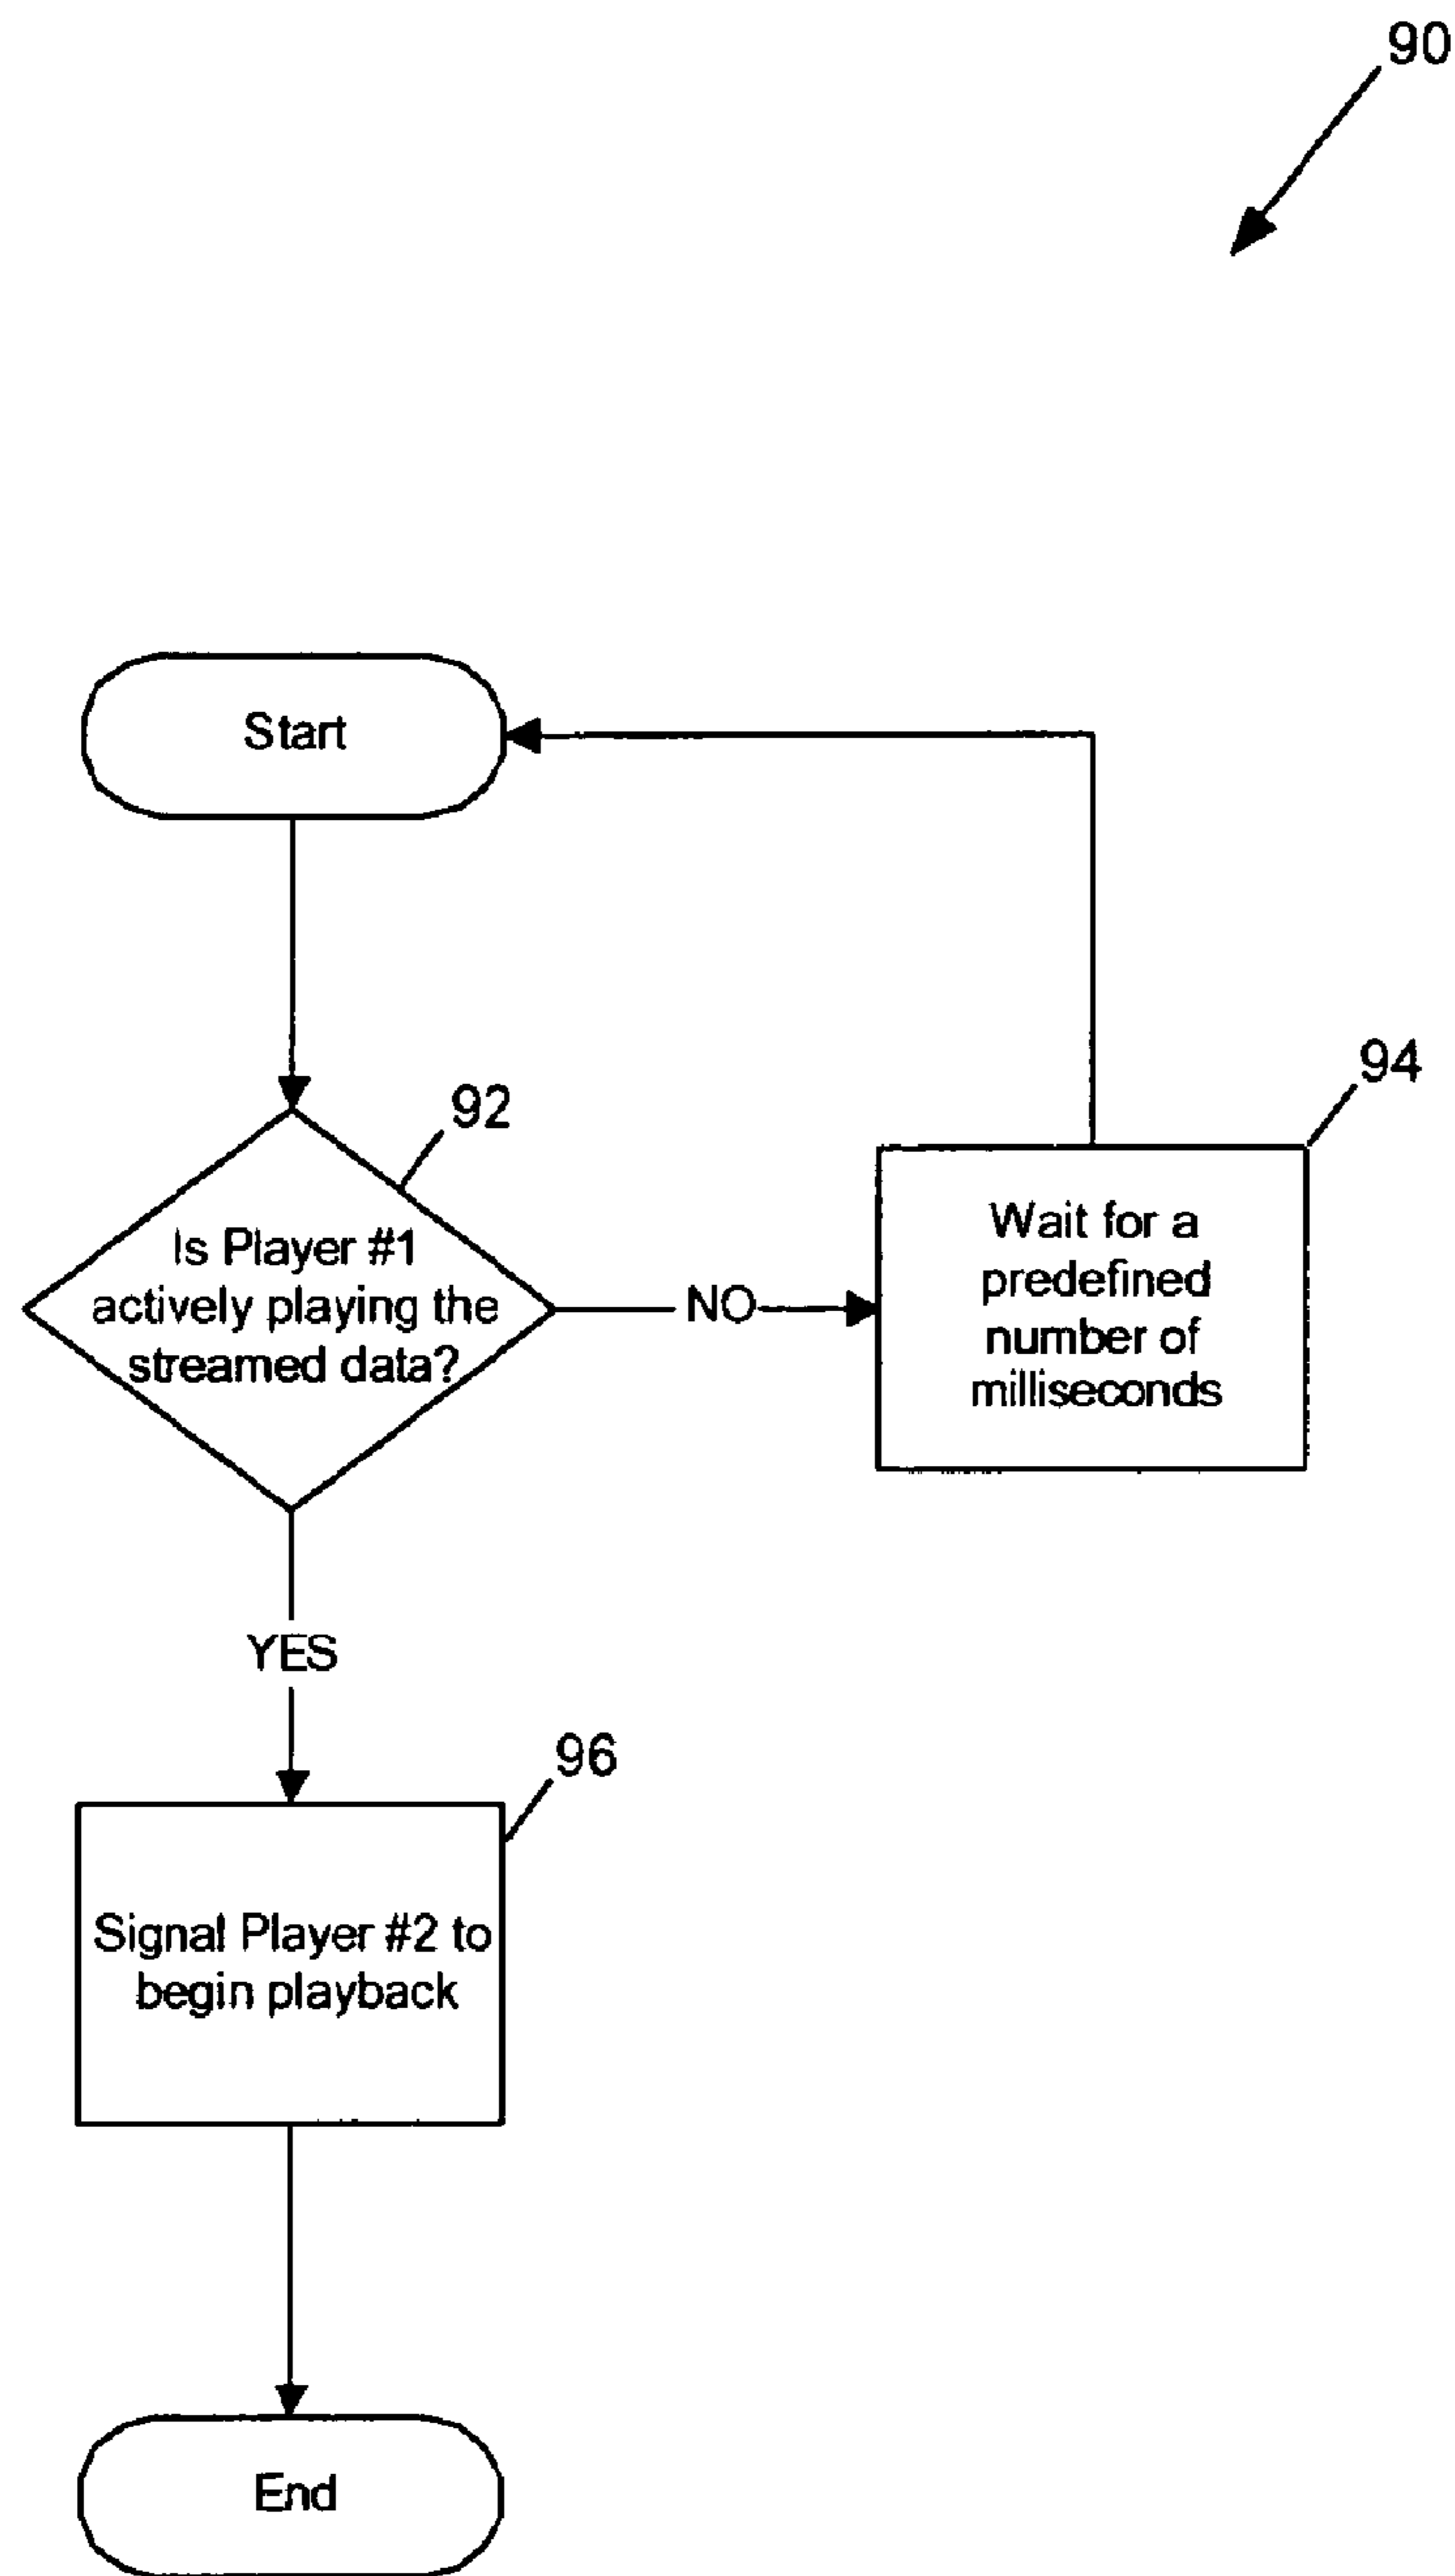 90
Start
92
Is Player #1
actively playing the
streamed data?
NO
94
Wait for a
predefined
number of
milliseconds
YES
96
Signal Player #2 to
begin playback
End